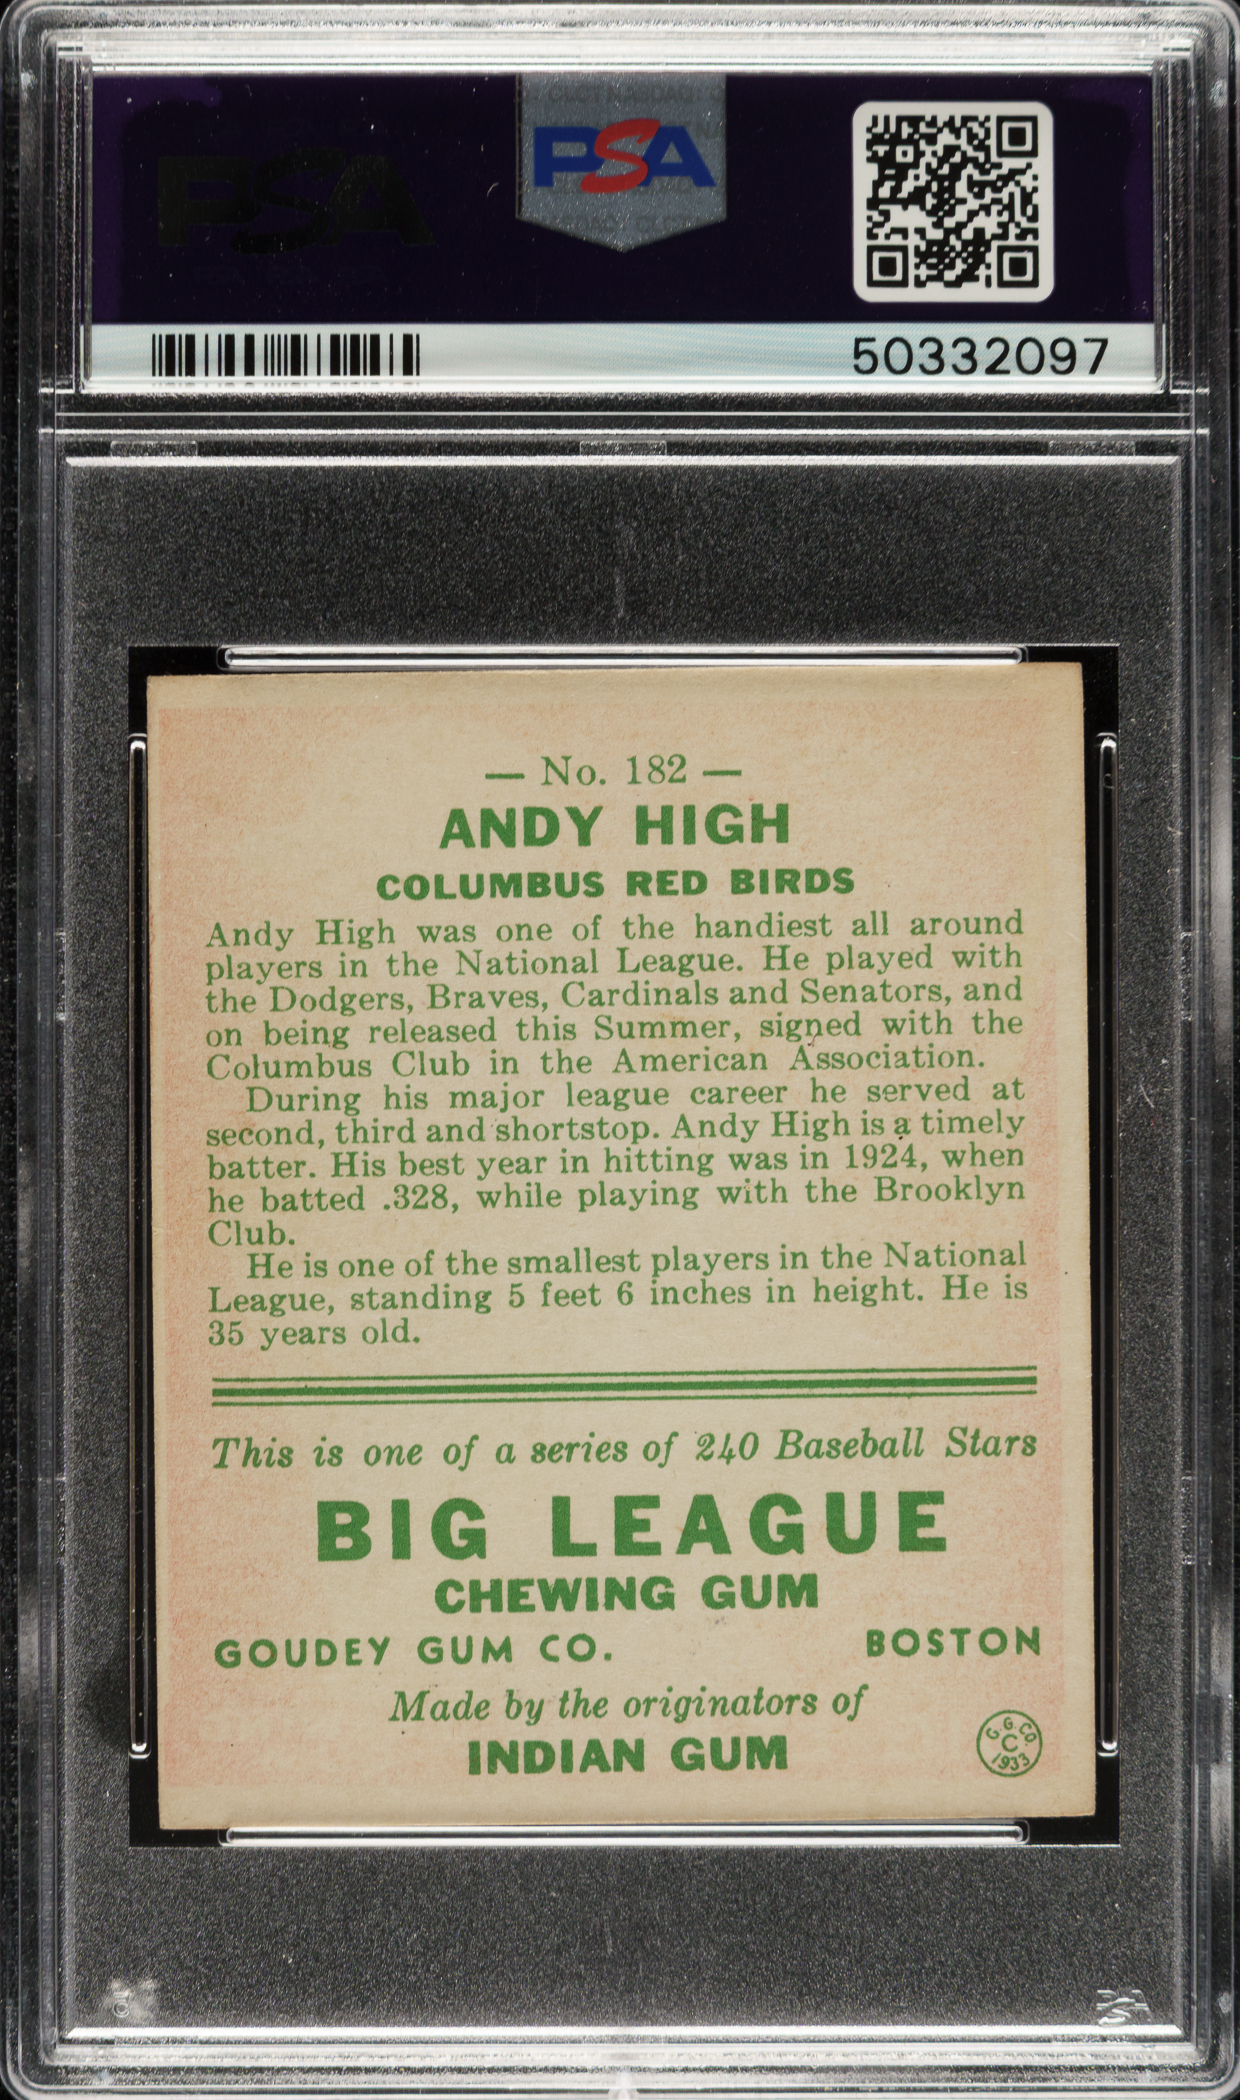 PSA
PSA
50332097
— No. 182 —
ANDY HIGH
COLUMBUS RED BIRDS
Andy High was one of the handiest all around
players in the National League. He played with
the Dodgers, Braves, Cardinals and Senators, and
on being released this Summer, signed with the
Columbus Club in the American Association.
During his major league career he served at
second, third and shortstop. Andy High is a timely
batter. His best year in hitting was in 1924, when
he batted .328, while playing with the Brooklyn
Club.
He is one of the smallest players in the National
League, standing 5 feet 6 inches in height. He is
35 years old.
This is one of a series of 240 Baseball Stars
BIG LEAGUE
CHEWING GUM
GOUDEY GUM CO. BOSTON
Made by the originators of
INDIAN GUM
G. G. CO.
C
1933